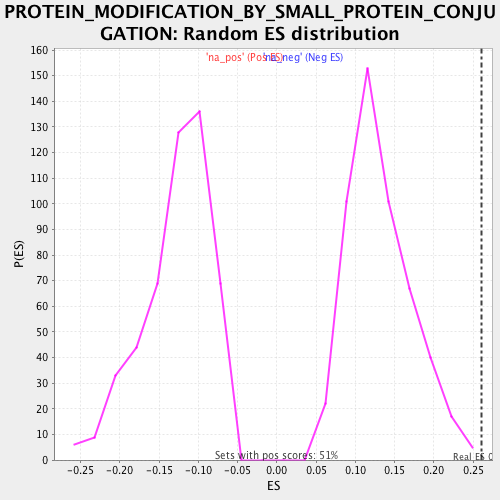 PROTEIN_MODIFICATION_BY_SMALL_PROTEIN_CONJU
GATION: Random ES distribution
'na_pos' (Pos ES) 'na_neg' (Neg ES)
160
150
140
130
120
110
100
90
80
70
60
50
40
30
20
10
0
P(ES)
Sets with pos scores: 51%
Real ES 0
-0.25 -0.20 -0.15 -0.10 -0.05 0.00 0.05 0.10 0.15 0.20 0.25
ES